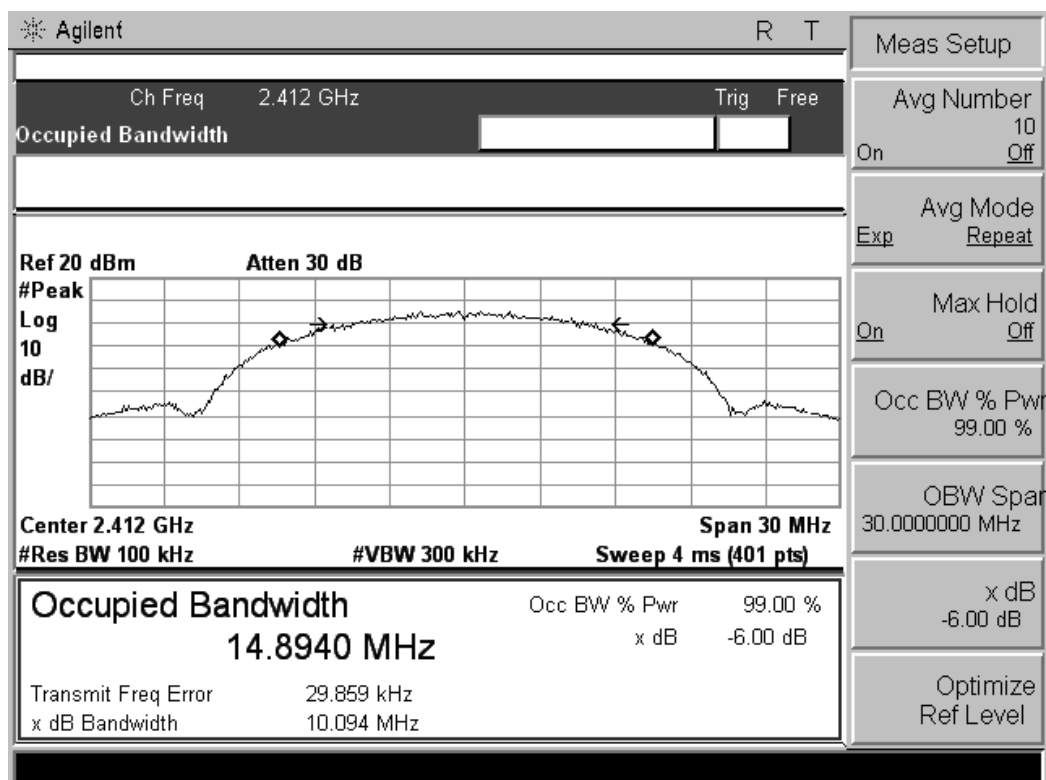 Agilent R T
Ch Freq 2.412 GHz Trig Free
Occupied Bandwidth
Ref 20 dBm Atten 30 dB
#Peak
Log
10
dB/
Center 2.412 GHz Span 30 MHz
#Res BW 100 kHz #VBW 300 kHz Sweep 4 ms (401 pts)
Occupied Bandwidth
14.8940 MHz
Occ BW % Pwr 99.00 %
x dB -6.00 dB
Transmit Freq Error 29.859 kHz
x dB Bandwidth 10.094 MHz
Meas Setup
Avg Number
10
On Off
Avg Mode
Exp Repeat
Max Hold
On Off
Occ BW % Pwr
99.00 %
OBW Span
30.0000000 MHz
x dB
-6.00 dB
Optimize
Ref Level